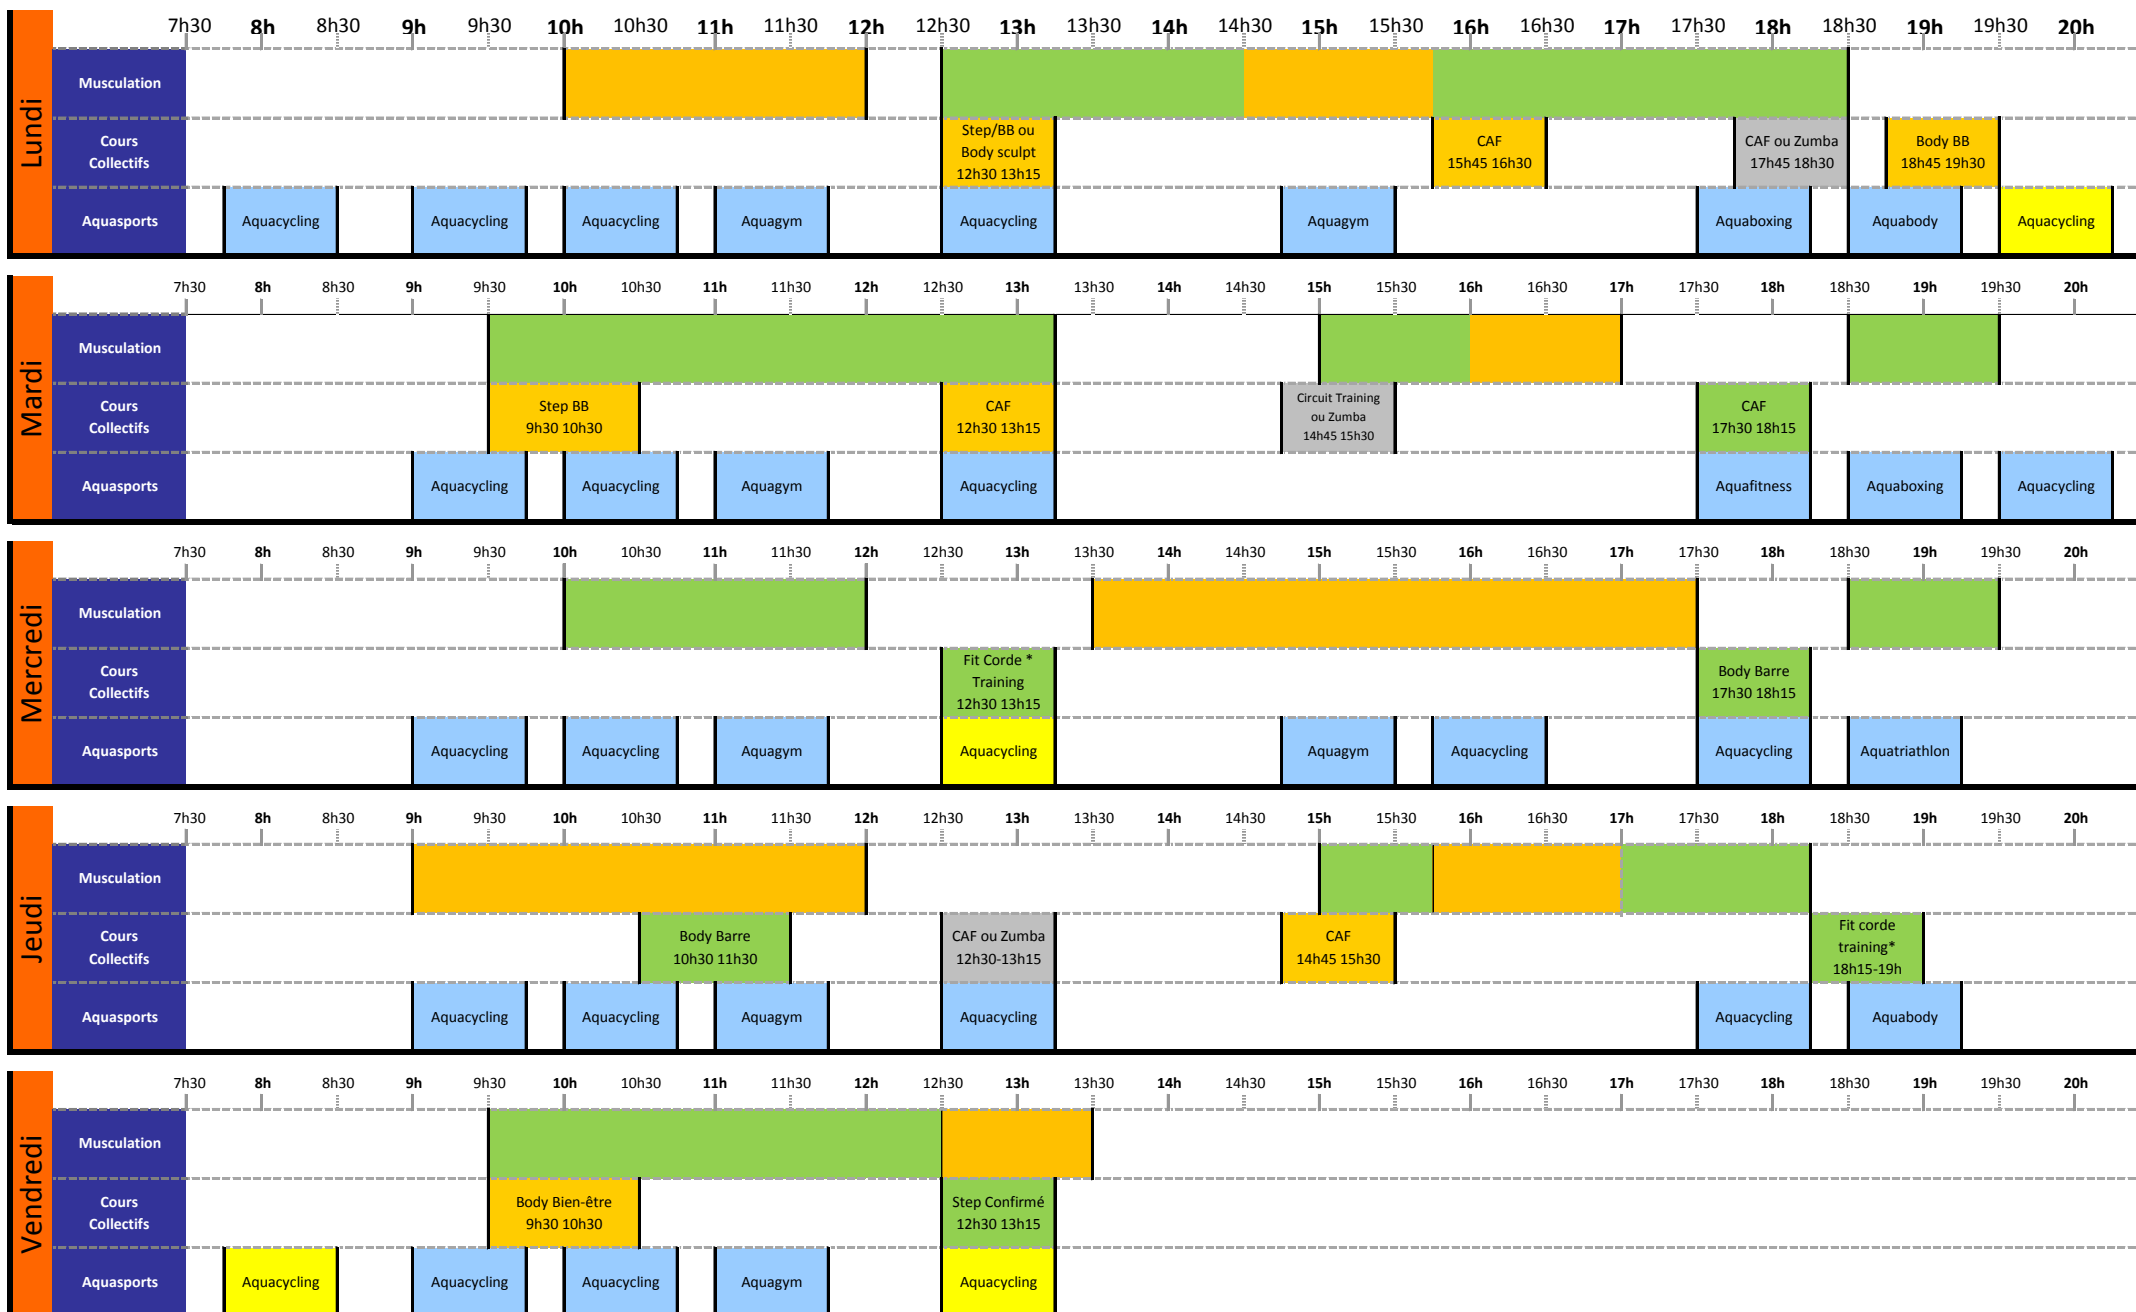 7h30 8h 8h30 9h 9h30 10h 10h30 11h 11h30 12h 12h30 13h 13h30 14h 14h30 15h 15h30 16h 16h30 17h 17h30 18h 18h30 19h 19h30 20h
Lundi
Musculation
Cours
Collectifs
Step/BB ou
Body sculpt
12h30 13h15
CAF
15h45 16h30
CAF ou Zumba
17h45 18h30
Body BB
18h45 19h30
Aquasports
Aquacycling
Aquacycling
Aquacycling
Aquagym
Aquacycling
Aquagym
Aquaboxing
Aquabody
Aquacycling
7h30 8h 8h30 9h 9h30 10h 10h30 11h 11h30 12h 12h30 13h 13h30 14h 14h30 15h 15h30 16h 16h30 17h 17h30 18h 18h30 19h 19h30 20h
Mardi
Musculation
Cours
Collectifs
Step BB
9h30 10h30
CAF
12h30 13h15
Circuit Training
ou Zumba
14h45 15h30
CAF
17h30 18h15
Aquasports
Aquacycling
Aquacycling
Aquagym
Aquacycling
Aquafitness
Aquaboxing
Aquacycling
7h30 8h 8h30 9h 9h30 10h 10h30 11h 11h30 12h 12h30 13h 13h30 14h 14h30 15h 15h30 16h 16h30 17h 17h30 18h 18h30 19h 19h30 20h
Mercredi
Musculation
Cours
Collectifs
Fit Corde *
Training
12h30 13h15
Body Barre
17h30 18h15
Aquasports
Aquacycling
Aquacycling
Aquagym
Aquacycling
Aquagym
Aquacycling
Aquacycling
Aquatriathlon
7h30 8h 8h30 9h 9h30 10h 10h30 11h 11h30 12h 12h30 13h 13h30 14h 14h30 15h 15h30 16h 16h30 17h 17h30 18h 18h30 19h 19h30 20h
Jeudi
Musculation
Cours
Collectifs
Body Barre
10h30 11h30
CAF ou Zumba
12h30-13h15
CAF
14h45 15h30
Fit corde
training*
18h15-19h
Aquasports
Aquacycling
Aquacycling
Aquagym
Aquacycling
Aquacycling
Aquabody
7h30 8h 8h30 9h 9h30 10h 10h30 11h 11h30 12h 12h30 13h 13h30 14h 14h30 15h 15h30 16h 16h30 17h 17h30 18h 18h30 19h 19h30 20h
Vendredi
Musculation
Cours
Collectifs
Body Bien-être
9h30 10h30
Step Confirmé
12h30 13h15
Aquasports
Aquacycling
Aquacycling
Aquacycling
Aquagym
Aquacycling